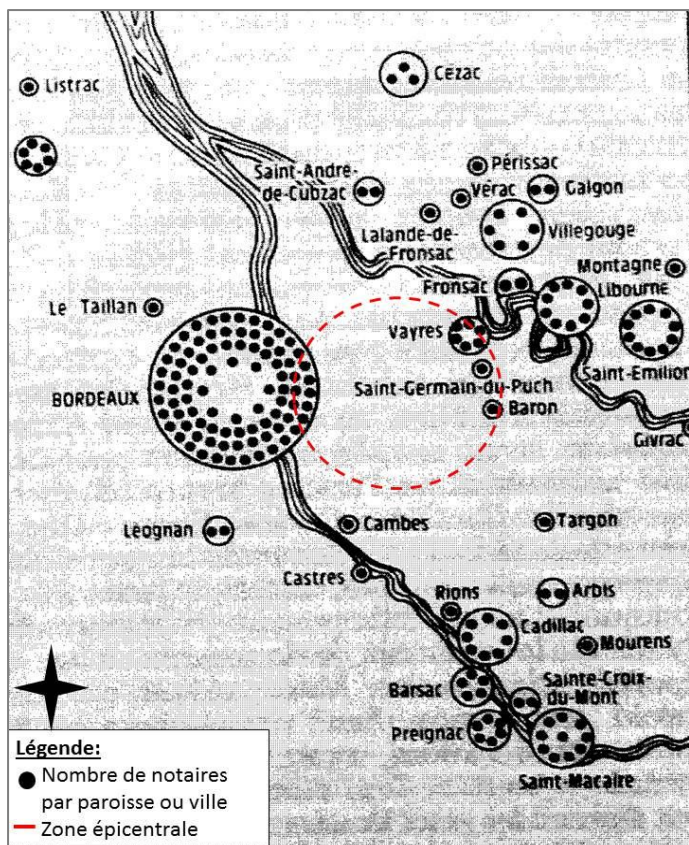 Cézac
Listrac
Périssac
Saint-André-
de-Cubzac
Vérac
Galgon
Lalande-de-
Fronsac
Villegouge
Montagne
Fronsac
Libourne
Le Taillan
Vayres
Saint-Emilion
Saint-Germain-du-Puch
BORDEAUX
Baron
Givrac
Léognan
Cambes
Targon
Castres
Rions
Arbis
Cadillac
Mourens
Barsac
Sainte-Croix-
du-Mont
Preignac
Saint-Macaire
Légende:
Nombre de notaires
par paroisse ou ville
Zone épicentrale